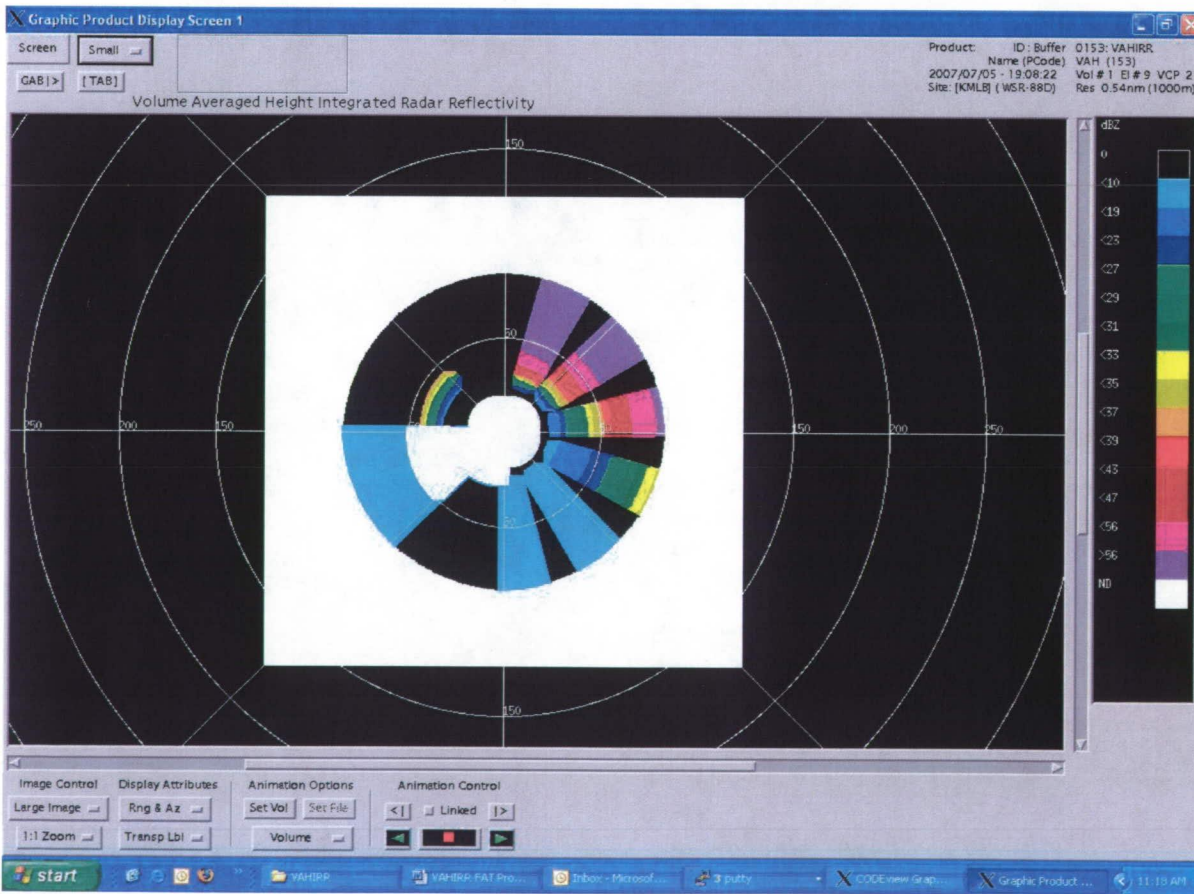 Graphic Product Display Screen 1
Screen
Small
GAB|>
[TAB]
Product: ID : Buffer 0153: VAHIRR
Name (PCode) VAH (153)
2007/07/05 - 19:08:22 Vol # 1 El # 9 VCP 2
Site: [KMLB] ( WSR-88D) Res 0.54nm (1000m)
Volume Averaged Height Integrated Radar Reflectivity
150
50
250
200
150
50
50
150
200
250
50
150
dBZ
0
<10
<19
<23
<27
<29
<31
<33
<35
<37
<39
<43
<47
<56
>56
ND
Image Control
Display Attributes
Animation Options
Animation Control
Large Image
Rng & Az
Set Vol
Set File
<|
Linked
|>
1:1 Zoom
Transp Lbl
Volume
start
VAHIRR
VAHIRR FAT Pro...
Inbox - Microsof...
3 putty
CODEview Grap...
Graphic Product ...
11:18 AM